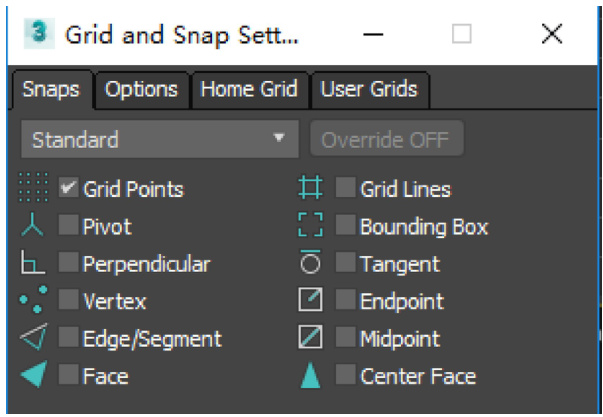 3 Grid and Snap Sett...
Snaps Options Home Grid User Grids
Standard Override OFF
Grid Points Grid Lines
Pivot Bounding Box
Perpendicular Tangent
Vertex Endpoint
Edge/Segment Midpoint
Face Center Face